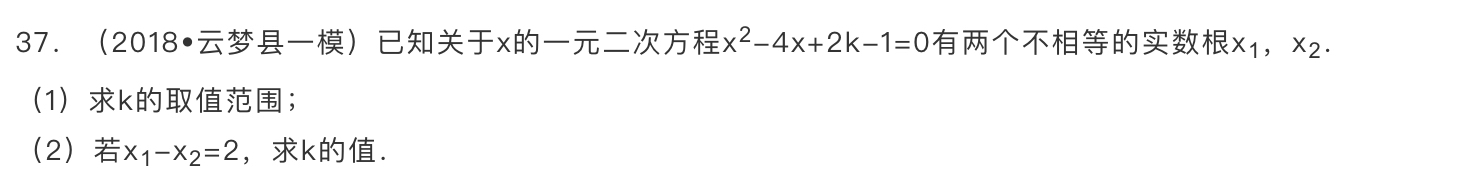 37. （2018•云梦县一模）已知关于x的一元二次方程x²−4x+2k−1=0有两个不相等的实数根x₁，x₂.
（1）求k的取值范围；
（2）若x₁−x₂=2，求k的值.